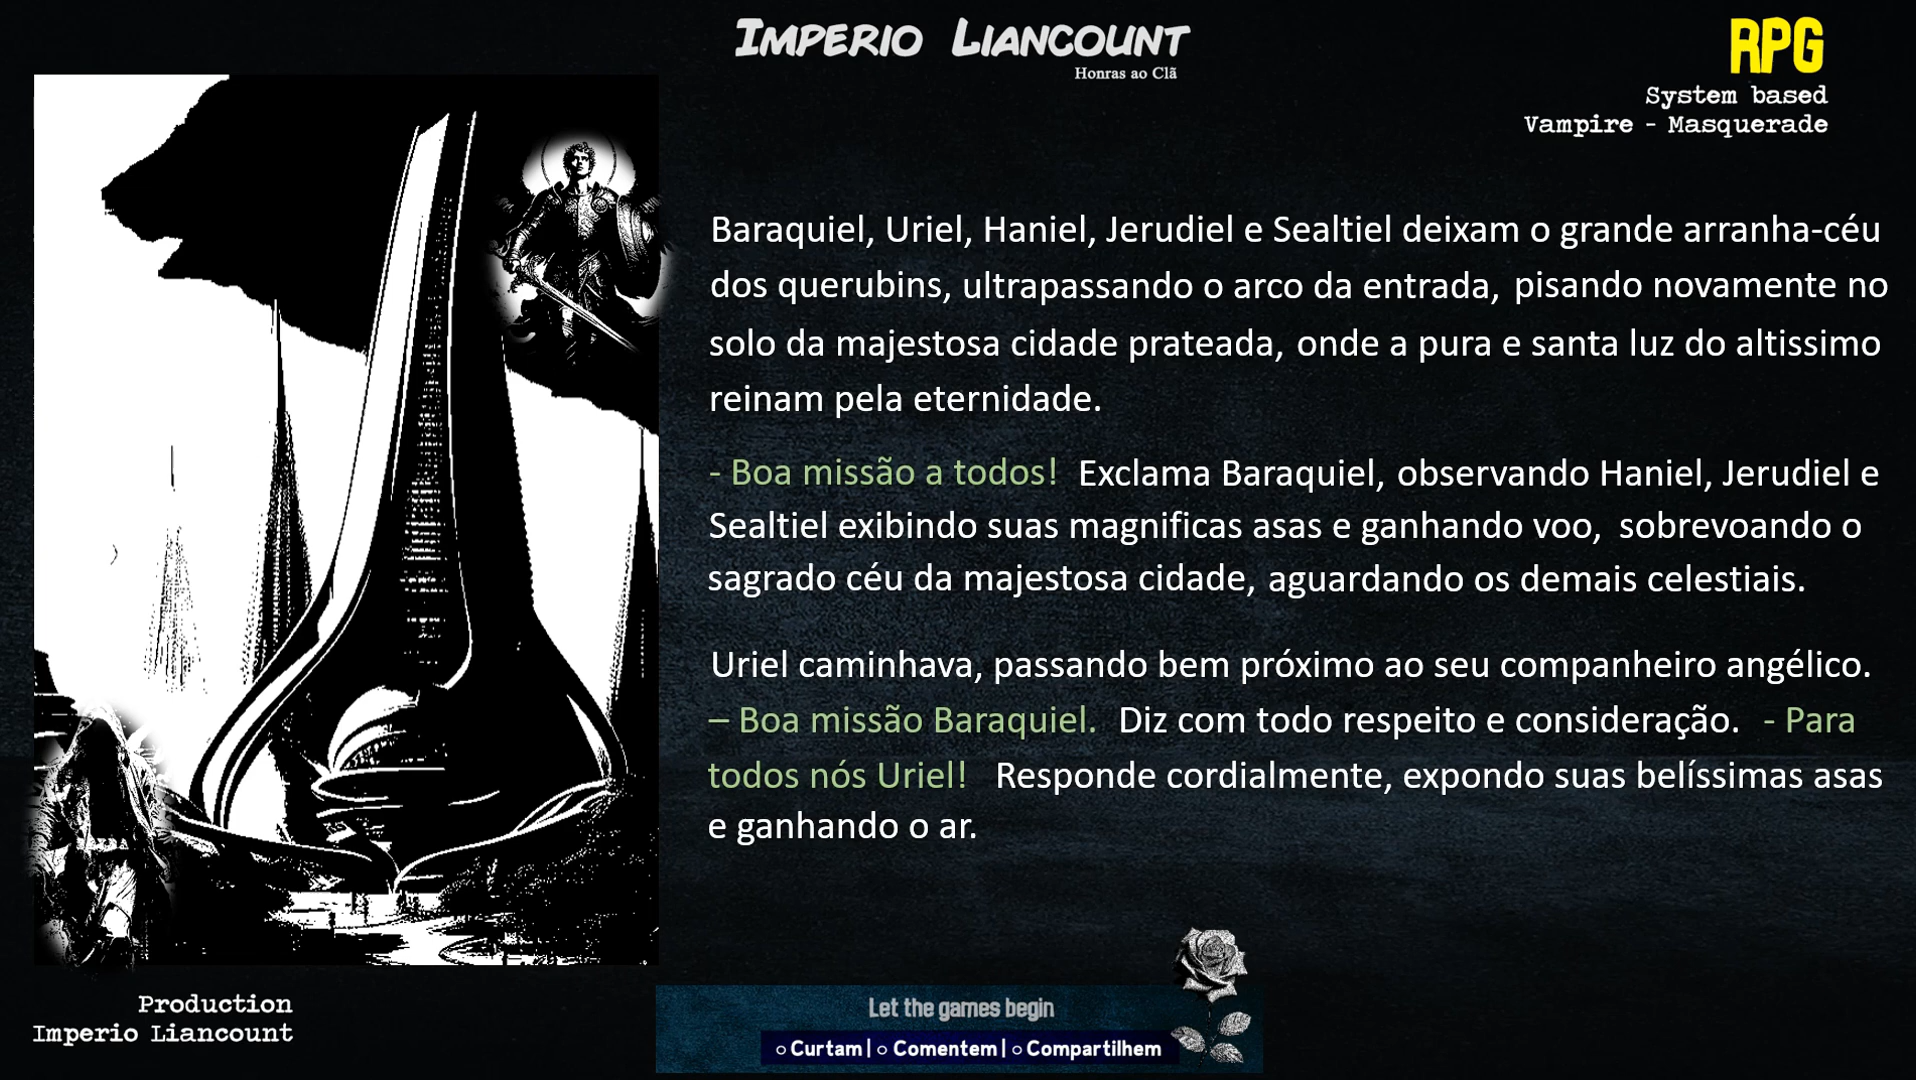 Imperio Liancount
Honras ao Clã
RPG
System based
Vampire - Masquerade
Baraquiel, Uriel, Haniel, Jerudiel e Sealtiel deixam o grande arranha-céu
dos querubins, ultrapassando o arco da entrada, pisando novamente no
solo da majestosa cidade prateada, onde a pura e santa luz do altissimo
reinam pela eternidade.
- Boa missão a todos! Exclama Baraquiel, observando Haniel, Jerudiel e
Sealtiel exibindo suas magnificas asas e ganhando voo, sobrevoando o
sagrado céu da majestosa cidade, aguardando os demais celestiais.
Uriel caminhava, passando bem próximo ao seu companheiro angélico.
– Boa missão Baraquiel. Diz com todo respeito e consideração. - Para
todos nós Uriel! Responde cordialmente, expondo suas belíssimas asas
e ganhando o ar.
Production
Imperio Liancount
Let the games begin
○ Curtam | ○ Comentem | ○ Compartilhem